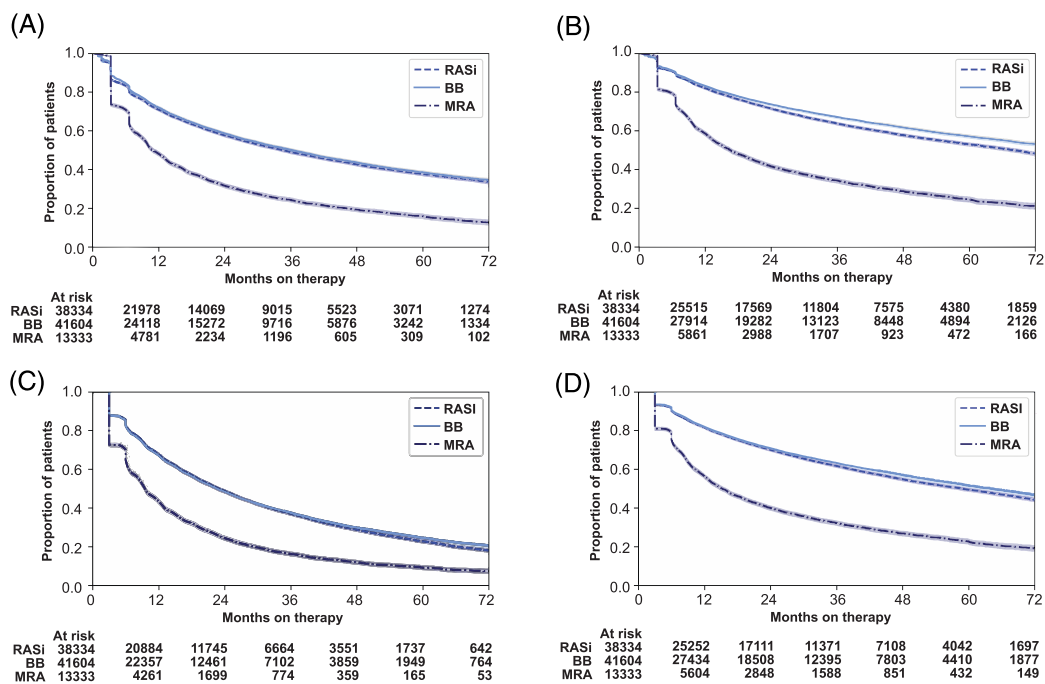 (A)
1.0
0.8
0.6
0.4
0.2
0.0
Proportion of patients
RASi
BB
MRA
0 12 24 36 48 60 72
Months on therapy
At risk
RASi 38334 21978 14069 9015 5523 3071 1274
BB 41604 24118 15272 9716 5876 3242 1334
MRA 13333 4781 2234 1196 605 309 102
(B)
1.0
0.8
0.6
0.4
0.2
0.0
Proportion of patients
RASi
BB
MRA
0 12 24 36 48 60 72
Months on therapy
At risk
RASi 38334 25515 17569 11804 7575 4380 1859
BB 41604 27914 19282 13123 8448 4894 2126
MRA 13333 5861 2988 1707 923 472 166
(C)
1.0
0.8
0.6
0.4
0.2
0.0
Proportion of patients
RASI
BB
MRA
0 12 24 36 48 60 72
Months on therapy
At risk
RASi 38334 20884 11745 6664 3551 1737 642
BB 41604 22357 12461 7102 3859 1949 764
MRA 13333 4261 1699 774 359 165 53
(D)
1.0
0.8
0.6
0.4
0.2
0.0
Proportion of patients
RASI
BB
MRA
0 12 24 36 48 60 72
Months on therapy
At risk
RASi 38334 25252 17111 11371 7108 4042 1697
BB 41604 27434 18508 12395 7803 4410 1877
MRA 13333 5604 2848 1588 851 432 149